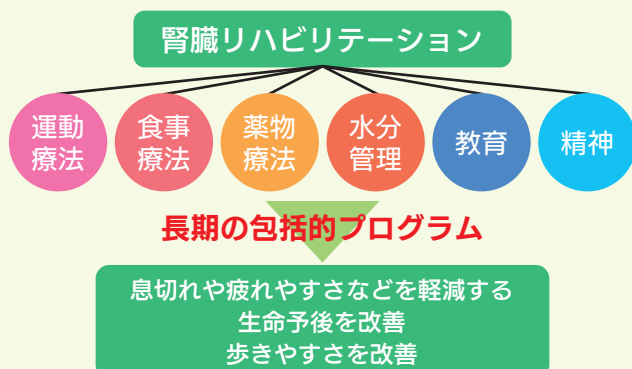 腎臓リハビリテーション
運動
療法
食事
療法
薬物
療法
水分
管理
教育
精神
長期の包括的プログラム
息切れや疲れやすさなどを軽減する
生命予後を改善
歩きやすさを改善